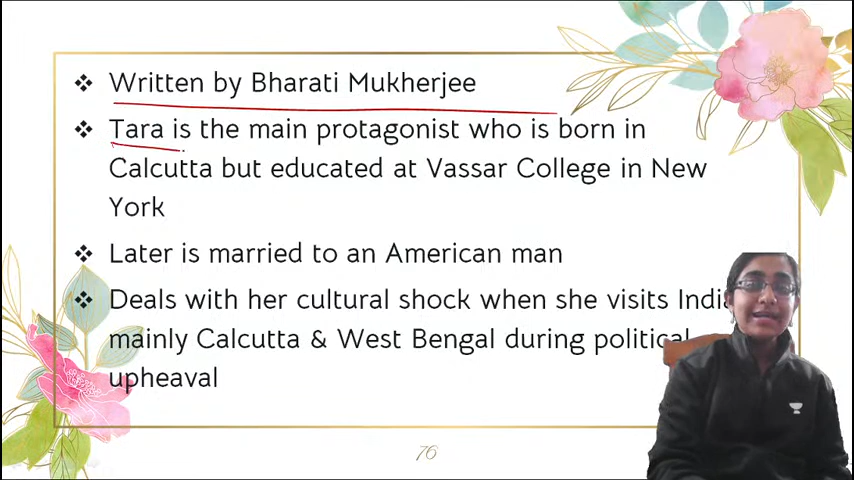 ❖ Written by Bharati Mukherjee
❖ Tara is the main protagonist who is born in
Calcutta but educated at Vassar College in New
York
❖ Later is married to an American man
❖ Deals with her cultural shock when she visits
mainly Calcutta & West Bengal during political
upheaval
76